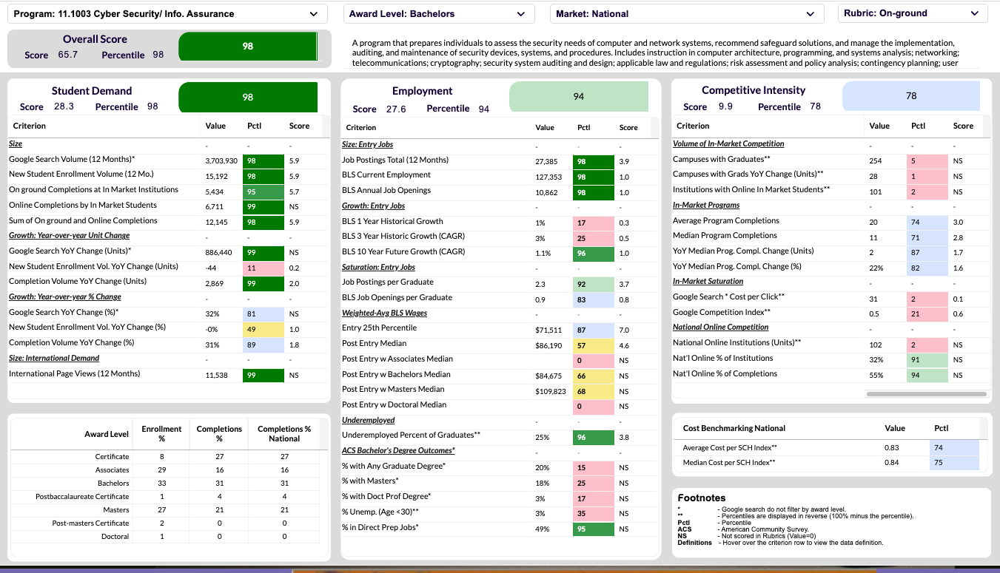 Program: 11.1003 Cyber Security/ Info. Assurance
Award Level: Bachelors
Market: National
Rubric: On-ground
Overall Score
Score 65.7 Percentile 98
98
A program that prepares individuals to assess the security needs of computer and network systems, recommend safeguard solutions, and manage the implementation,
auditing, and maintenance of security devices, systems, and procedures. Includes instruction in computer architecture, programming, and systems analysis; networking;
telecommunications; cryptography; security system auditing and design; applicable law and regulations; risk assessment and policy analysis; contingency planning; user
Student Demand
Score 28.3 Percentile 98
98
Criterion Value Pctl Score
Size - - -
Google Search Volume (12 Months)* 3,703,930 98 5.9
New Student Enrollment Volume (12 Mo.) 15,192 98 5.9
On ground Completions at In Market Institutions 5,434 95 5.7
Online Completions by In Market Students 6,711 99 NS
Sum of On ground and Online Completions 12,145 98 5.9
Growth: Year-over-year Unit Change - - -
Google Search YoY Change (Units)* 886,440 99 NS
New Student Enrollment Vol. YoY Change (Units) -44 11 0.2
Completion Volume YoY Change (Units) 2,869 99 2.0
Growth: Year-over-year % Change - - -
Google Search YoY Change (%)* 32% 81 NS
New Student Enrollment Vol. YoY Change (%) -0% 49 1.0
Completion Volume YoY Change (%) 31% 89 1.8
Size: International Demand - - -
International Page Views (12 Months) 11,538 99 NS
Award Level Enrollment % Completions % Completions % National
Certificate 8 27 27
Associates 29 16 16
Bachelors 33 31 31
Postbaccalaureate Certificate 1 4 4
Masters 27 21 21
Post-masters Certificate 2 0 0
Doctoral 1 0 0
Employment
Score 27.6 Percentile 94
94
Criterion Value Pctl Score
Size: Entry Jobs - - -
Job Postings Total (12 Months) 27,385 98 3.9
BLS Current Employment 127,353 98 1.0
BLS Annual Job Openings 10,862 98 1.0
Growth: Entry Jobs - - -
BLS 1 Year Historical Growth 1% 17 0.3
BLS 3 Year Historic Growth (CAGR) 3% 25 0.5
BLS 10 Year Future Growth (CAGR) 1.1% 96 1.0
Saturation: Entry Jobs - - -
Job Postings per Graduate 2.3 92 3.7
BLS Job Openings per Graduate 0.9 83 0.8
Weighted-Avg BLS Wages - - -
Entry 25th Percentile $71,511 87 7.0
Post Entry Median $86,190 57 4.6
Post Entry w Associates Median 0 NS
Post Entry w Bachelors Median $84,675 66 NS
Post Entry w Masters Median $109,823 68 NS
Post Entry w Doctoral Median 0 NS
Underemployed - - -
Underemployed Percent of Graduates** 25% 96 3.8
ACS Bachelor's Degree Outcomes* - - -
% with Any Graduate Degree* 20% 15 NS
% with Masters* 18% 25 NS
% with Doct Prof Degree* 3% 17 NS
% Unemp. (Age <30)** 3% 35 NS
% in Direct Prep Jobs* 49% 95 NS
Competitive Intensity
Score 9.9 Percentile 78
78
Criterion Value Pctl Score
Volume of In-Market Competition - - -
Campuses with Graduates** 254 5 NS
Campuses with Grads YoY Change (Units)** 28 1 NS
Institutions with Online In Market Students** 101 2 NS
In-Market Programs - - -
Average Program Completions 20 74 3.0
Median Program Completions 11 71 2.8
YoY Median Prog. Compl. Change (Units) 2 87 1.7
YoY Median Prog. Compl. Change (%) 22% 82 1.6
In-Market Saturation - - -
Google Search * Cost per Click** 31 2 0.1
Google Competition Index** 0.5 21 0.6
National Online Competition - - -
National Online Institutions (Units)** 102 2 NS
Nat'l Online % of Institutions 32% 91 NS
Nat'l Online % of Completions 55% 94 NS
Cost Benchmarking National Value Pctl
Average Cost per SCH Index** 0.83 74
Median Cost per SCH Index** 0.84 75
Footnotes
* - Google search do not filter by award level.
** - Percentiles are displayed in reverse (100% minus the percentile).
Pctl - Percentile
ACS - American Community Survey.
NS - Not scored in Rubrics (Value=0)
Definitions - Hover over the criterion row to view the data definition.